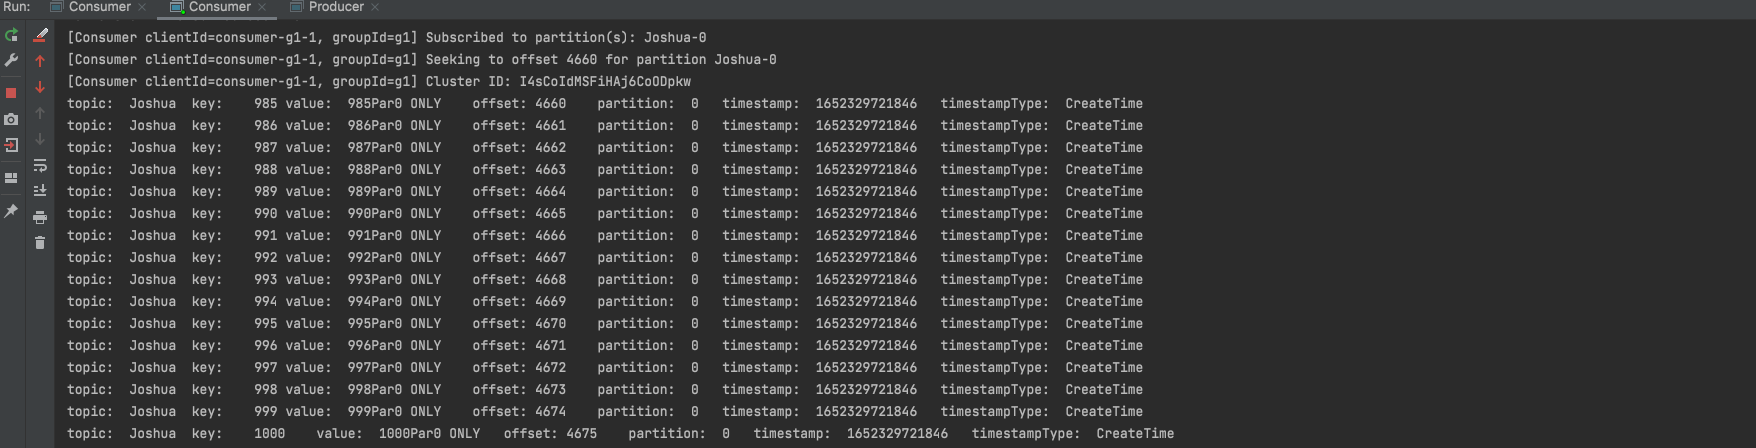 Run: Consumer Consumer Producer
[Consumer clientId=consumer-g1-1, groupId=g1] Subscribed to partition(s): Joshua-0
[Consumer clientId=consumer-g1-1, groupId=g1] Seeking to offset 4660 for partition Joshua-0
[Consumer clientId=consumer-g1-1, groupId=g1] Cluster ID: I4sCoIdMSFiHAj6CoODpkw
topic: Joshua key: 985 value: 985Par0 ONLY offset: 4660 partition: 0 timestamp: 1652329721846 timestampType: CreateTime
topic: Joshua key: 986 value: 986Par0 ONLY offset: 4661 partition: 0 timestamp: 1652329721846 timestampType: CreateTime
topic: Joshua key: 987 value: 987Par0 ONLY offset: 4662 partition: 0 timestamp: 1652329721846 timestampType: CreateTime
topic: Joshua key: 988 value: 988Par0 ONLY offset: 4663 partition: 0 timestamp: 1652329721846 timestampType: CreateTime
topic: Joshua key: 989 value: 989Par0 ONLY offset: 4664 partition: 0 timestamp: 1652329721846 timestampType: CreateTime
topic: Joshua key: 990 value: 990Par0 ONLY offset: 4665 partition: 0 timestamp: 1652329721846 timestampType: CreateTime
topic: Joshua key: 991 value: 991Par0 ONLY offset: 4666 partition: 0 timestamp: 1652329721846 timestampType: CreateTime
topic: Joshua key: 992 value: 992Par0 ONLY offset: 4667 partition: 0 timestamp: 1652329721846 timestampType: CreateTime
topic: Joshua key: 993 value: 993Par0 ONLY offset: 4668 partition: 0 timestamp: 1652329721846 timestampType: CreateTime
topic: Joshua key: 994 value: 994Par0 ONLY offset: 4669 partition: 0 timestamp: 1652329721846 timestampType: CreateTime
topic: Joshua key: 995 value: 995Par0 ONLY offset: 4670 partition: 0 timestamp: 1652329721846 timestampType: CreateTime
topic: Joshua key: 996 value: 996Par0 ONLY offset: 4671 partition: 0 timestamp: 1652329721846 timestampType: CreateTime
topic: Joshua key: 997 value: 997Par0 ONLY offset: 4672 partition: 0 timestamp: 1652329721846 timestampType: CreateTime
topic: Joshua key: 998 value: 998Par0 ONLY offset: 4673 partition: 0 timestamp: 1652329721846 timestampType: CreateTime
topic: Joshua key: 999 value: 999Par0 ONLY offset: 4674 partition: 0 timestamp: 1652329721846 timestampType: CreateTime
topic: Joshua key: 1000 value: 1000Par0 ONLY offset: 4675 partition: 0 timestamp: 1652329721846 timestampType: CreateTime